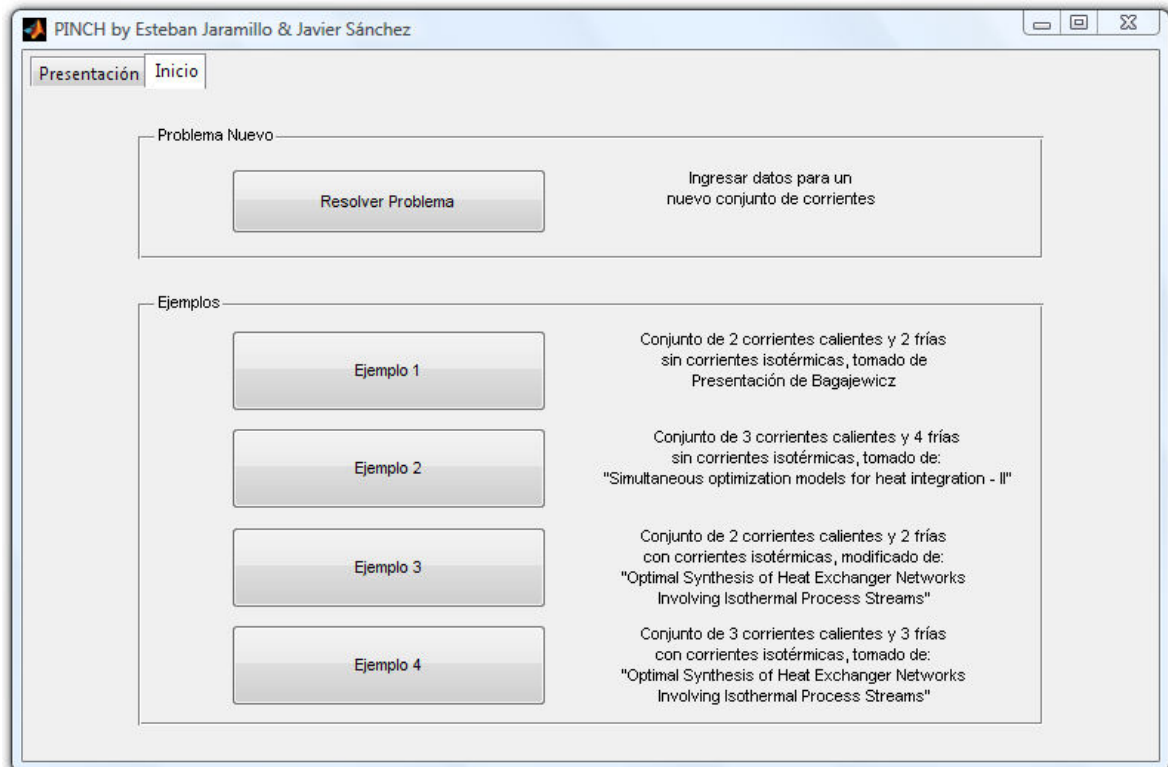 PINCH by Esteban Jaramillo & Javier Sánchez
Presentación
Inicio
Problema Nuevo
Resolver Problema
Ingresar datos para un
nuevo conjunto de corrientes
Ejemplos
Ejemplo 1
Conjunto de 2 corrientes calientes y 2 frías
sin corrientes isotérmicas, tomado de
Presentación de Bagajewicz
Ejemplo 2
Conjunto de 3 corrientes calientes y 4 frías
sin corrientes isotérmicas, tomado de:
"Simultaneous optimization models for heat integration - II"
Ejemplo 3
Conjunto de 2 corrientes calientes y 2 frías
con corrientes isotérmicas, modificado de:
"Optimal Synthesis of Heat Exchanger Networks
Involving Isothermal Process Streams"
Ejemplo 4
Conjunto de 3 corrientes calientes y 3 frías
con corrientes isotérmicas, tomado de:
"Optimal Synthesis of Heat Exchanger Networks
Involving Isothermal Process Streams"